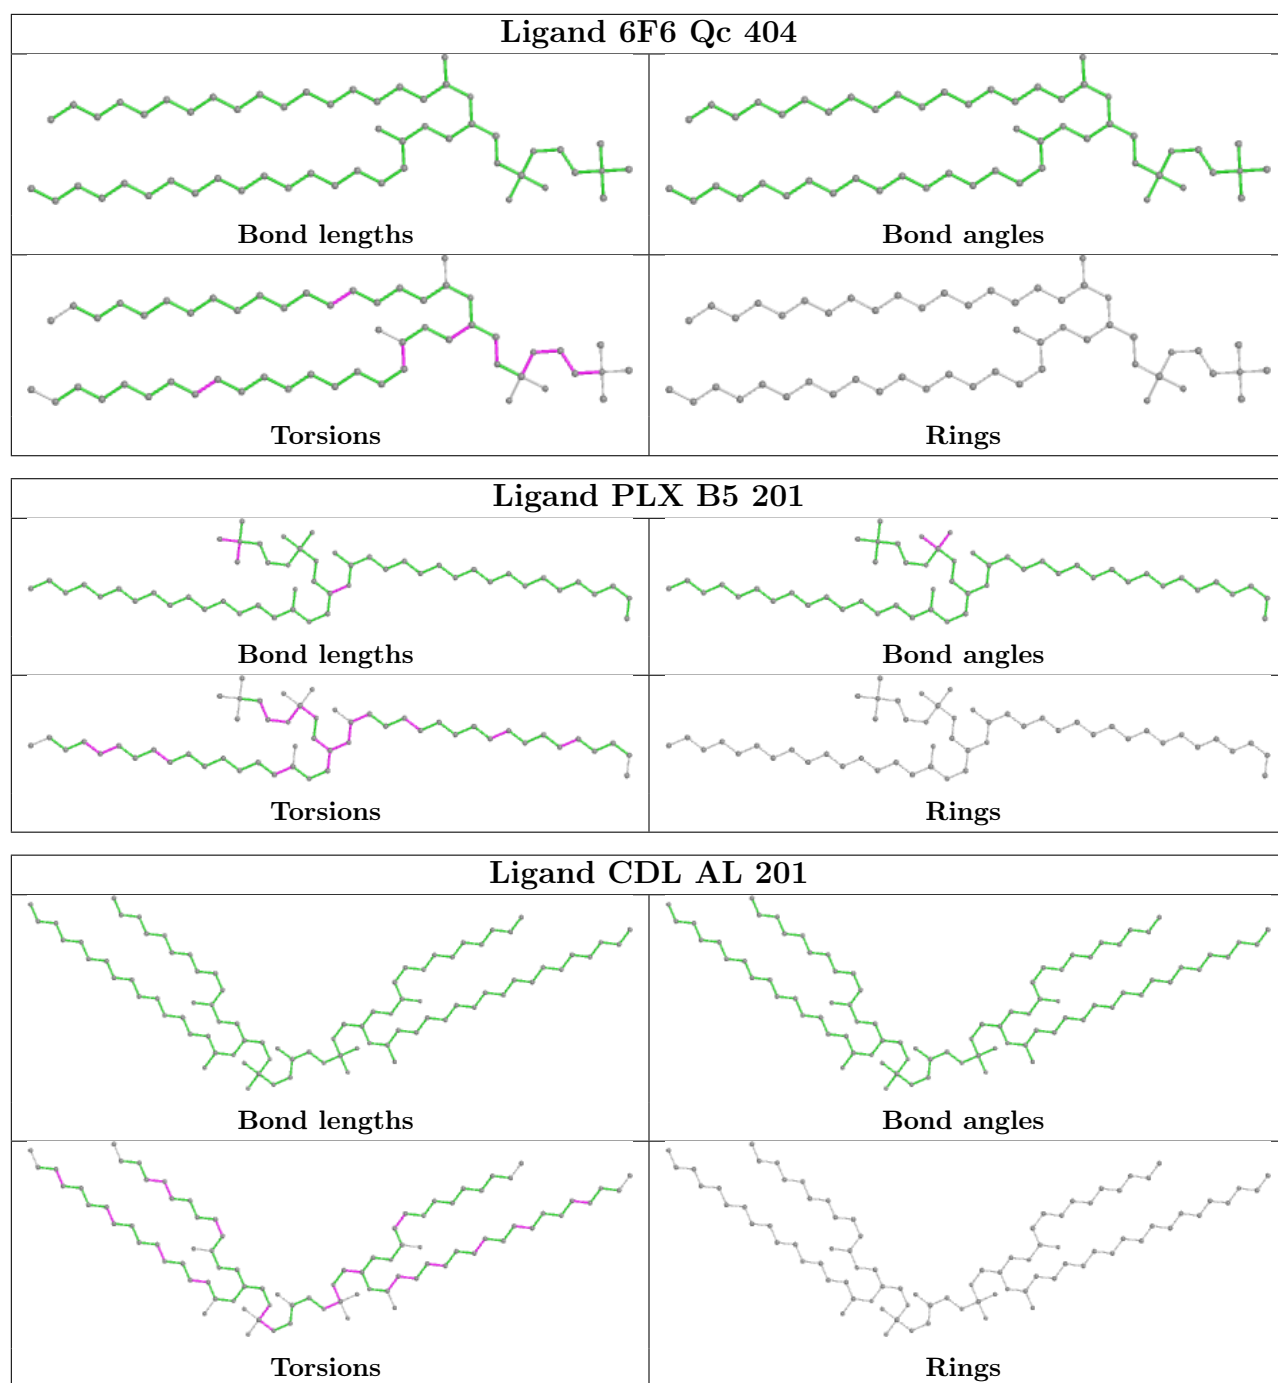 Ligand 6F6 Qc 404
Bond lengths
Bond angles
Torsions
Rings
Ligand PLX B5 201
Bond lengths
Bond angles
Torsions
Rings
Ligand CDL AL 201
Bond lengths
Bond angles
Torsions
Rings